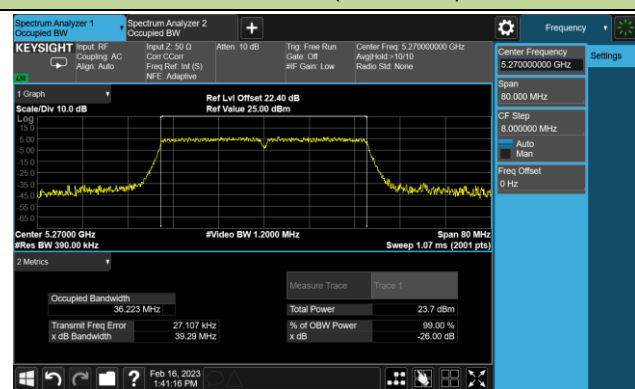 Spectrum Analyzer 1
Occupied BW
Spectrum Analyzer 2
Occupied BW
+
Frequency
KEYSIGHT
Input: RF
Coupling: AC
Align: Auto
Input Z: 50 Ω
Corr CCorr
Freq Ref: Int (S)
NFE: Adaptive
Atten: 10 dB
Trig: Free Run
Gate: Off
#IF Gain: Low
Center Freq: 5.270000000 GHz
Avg|Hold:>10/10
Radio Std: None
LXI
Center Frequency
5.270000000 GHz
Settings
Span
80.000 MHz
CF Step
8.000000 MHz
Auto
Man
Freq Offset
0 Hz
1 Graph
Scale/Div 10.0 dB
Ref Lvl Offset 22.40 dB
Ref Value 25.00 dBm
Log
15.0
5.00
-5.00
-15.0
-25.0
-35.0
-45.0
-55.0
-65.0
Center 5.27000 GHz
#Res BW 390.00 kHz
#Video BW 1.2000 MHz
Span 80 MHz
Sweep 1.07 ms (2001 pts)
2 Metrics
Measure Trace
Trace 1
Occupied Bandwidth
36.223 MHz
Total Power
23.7 dBm
Transmit Freq Error
27.107 kHz
% of OBW Power
99.00 %
x dB Bandwidth
39.29 MHz
x dB
-26.00 dB
?
Feb 16, 2023
1:41:16 PM